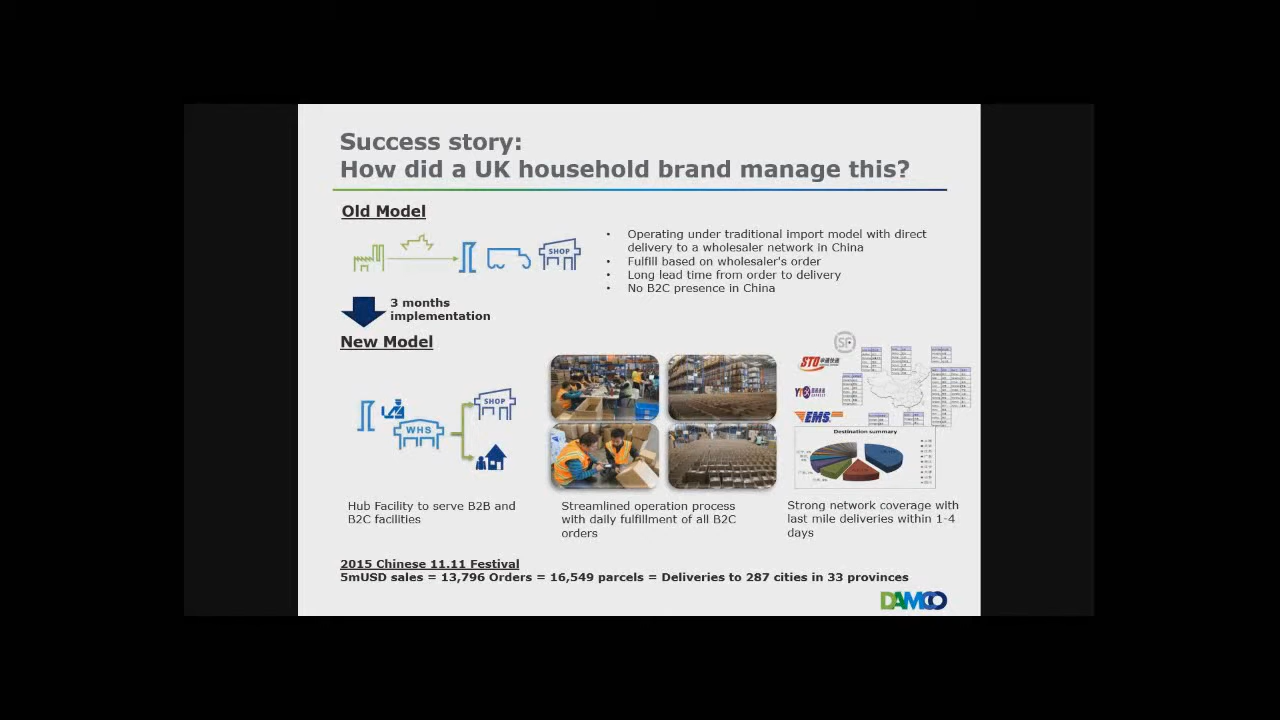 Success story:
How did a UK household brand manage this?
Old Model
SHOP
• Operating under traditional import model with direct
delivery to a wholesaler network in China
• Fulfill based on wholesaler's order
• Long lead time from order to delivery
• No B2C presence in China
3 months
implementation
New Model
WHS
SHOP
SF
STO
EMS
Destination summary
Hub Facility to serve B2B and
B2C facilities
Streamlined operation process
with daily fulfillment of all B2C
orders
Strong network coverage with
last mile deliveries within 1-4
days
2015 Chinese 11.11 Festival
5mUSD sales = 13,796 Orders = 16,549 parcels = Deliveries to 287 cities in 33 provinces
DAMCO